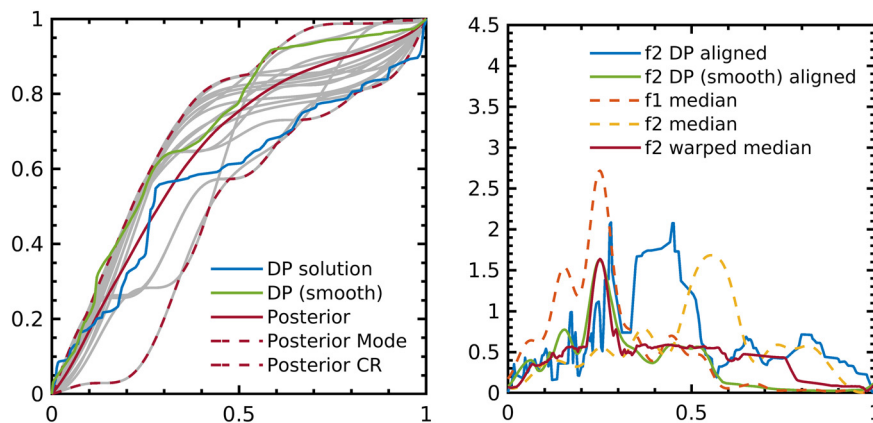 1
0.8
0.6
0.4
0.2
0
0
0.5
1
DP solution
DP (smooth)
Posterior
Posterior Mode
Posterior CR
4.5
4
3.5
3
2.5
2
1.5
1
0.5
0
0
0.5
1
f2 DP aligned
f2 DP (smooth) aligned
f1 median
f2 median
f2 warped median